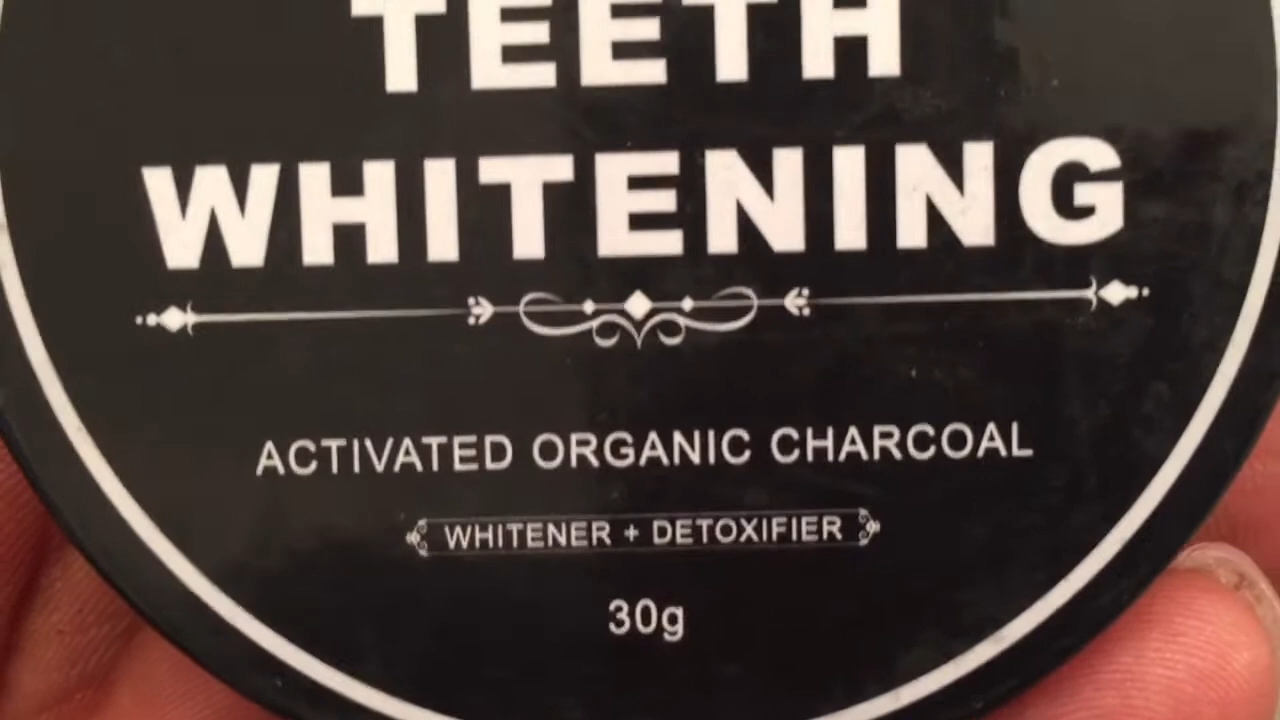 TEETH
WHITENING
ACTIVATED ORGANIC CHARCOAL
WHITENER + DETOXIFIER
30g